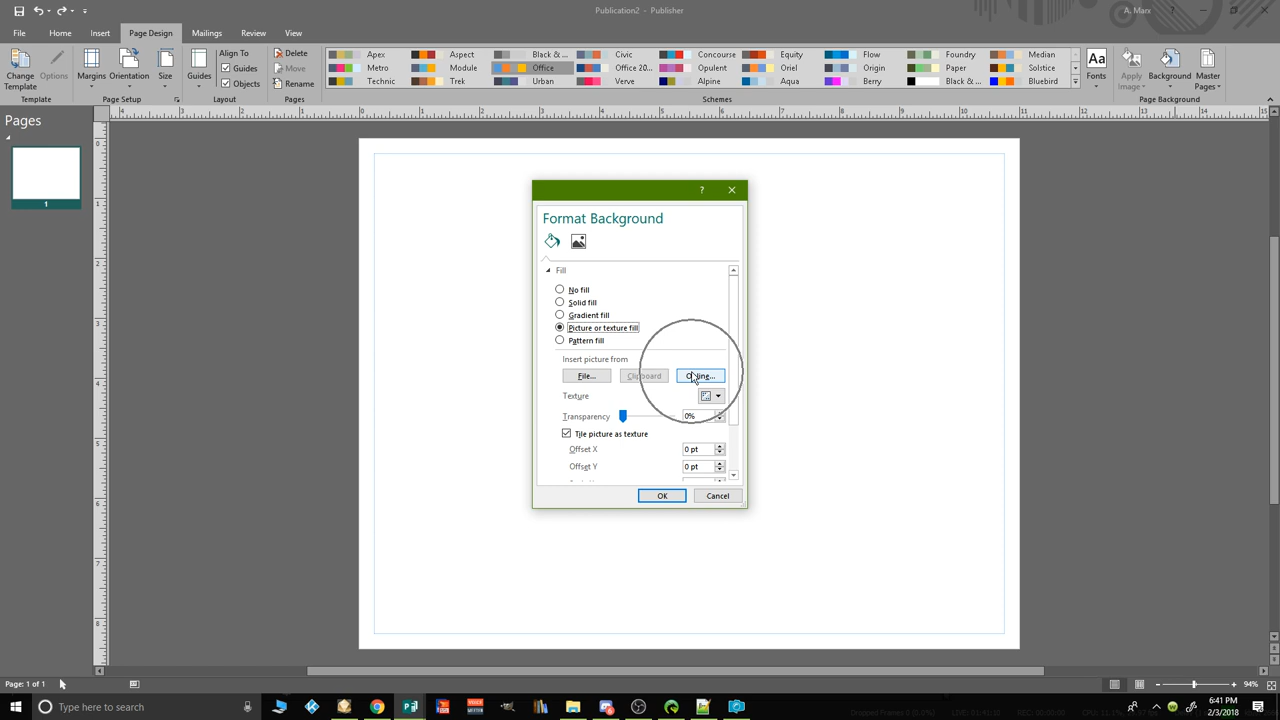 Publication2 - Publisher
A. Marx ?
File Home Insert Page Design Mailings Review View
Change Template
Options
Template
Margins Orientation Size
Page Setup
Guides
Align To
Guides
Objects
Layout
Delete
Move
Rename
Pages
Apex Aspect Black & ... Civic Concourse Equity Flow Foundry Median
Metro Module Office Office 20... Opulent Oriel Origin Paper Solstice
Technic Trek Urban Verve Alpine Aqua Berry Black & ... Bluebird
Schemes
Aa
Fonts
Apply Image
Background
Master Pages
Page Background
Pages
1
?
Format Background
Fill
No fill
Solid fill
Gradient fill
Picture or texture fill
Pattern fill
Insert picture from
File... Clipboard
Texture
Transparency 0%
Tile picture as texture
Offset X 0 pt
Offset Y 0 pt
OK Cancel
Page: 1 of 1
94%
Type here to search
6:41 PM
2/3/2018